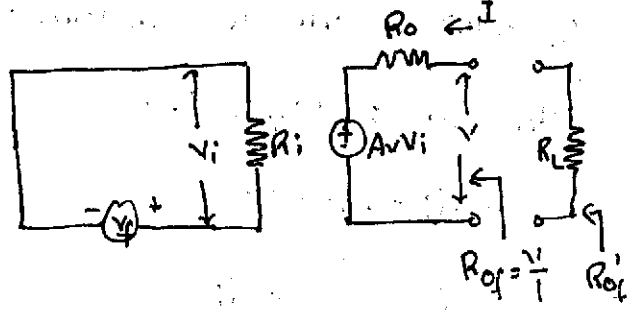 Ro ← I
Vi
Ri
+
AvVi
V
RL
- Vf +
Rof = V/I
R'of